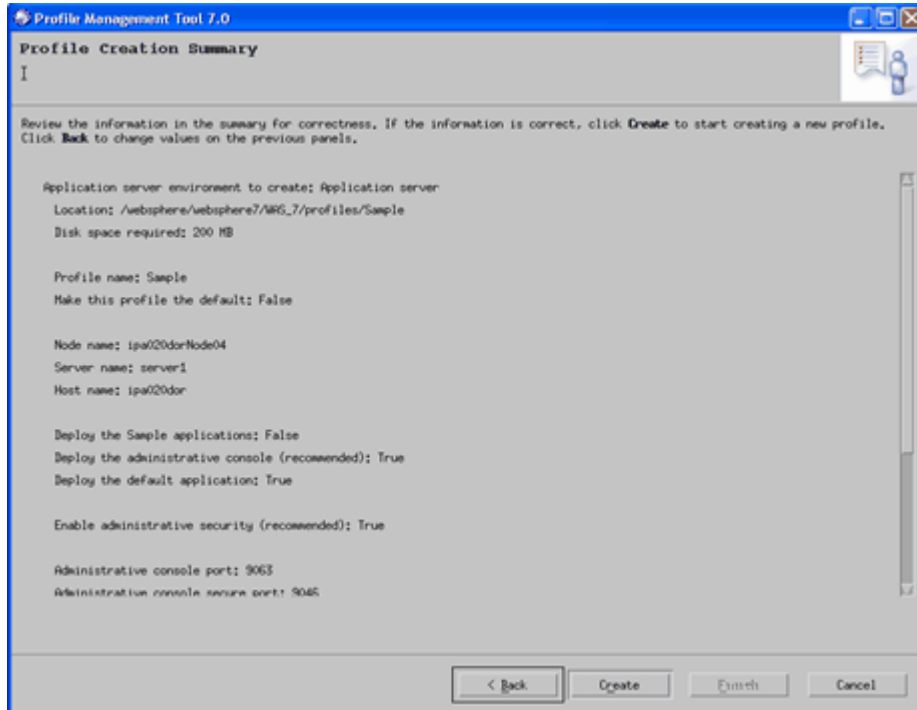 Profile Management Tool 7.0
Profile Creation Summary
Review the information in the summary for correctness. If the information is correct, click Create to start creating a new profile.
Click Back to change values on the previous panels.
Application server environment to create: Application server
Location: /websphere/websphere7/WAS_7/profiles/Sample
Disk space required: 200 MB
Profile name: Sample
Make this profile the default: False
Node name: ipa020dorNode04
Server name: server1
Host name: ipa020dor
Deploy the Sample applications: False
Deploy the administrative console (recommended): True
Deploy the default application: True
Enable administrative security (recommended): True
Administrative console port: 9063
Administrative console secure port: 9046
< Back Create Finish Cancel